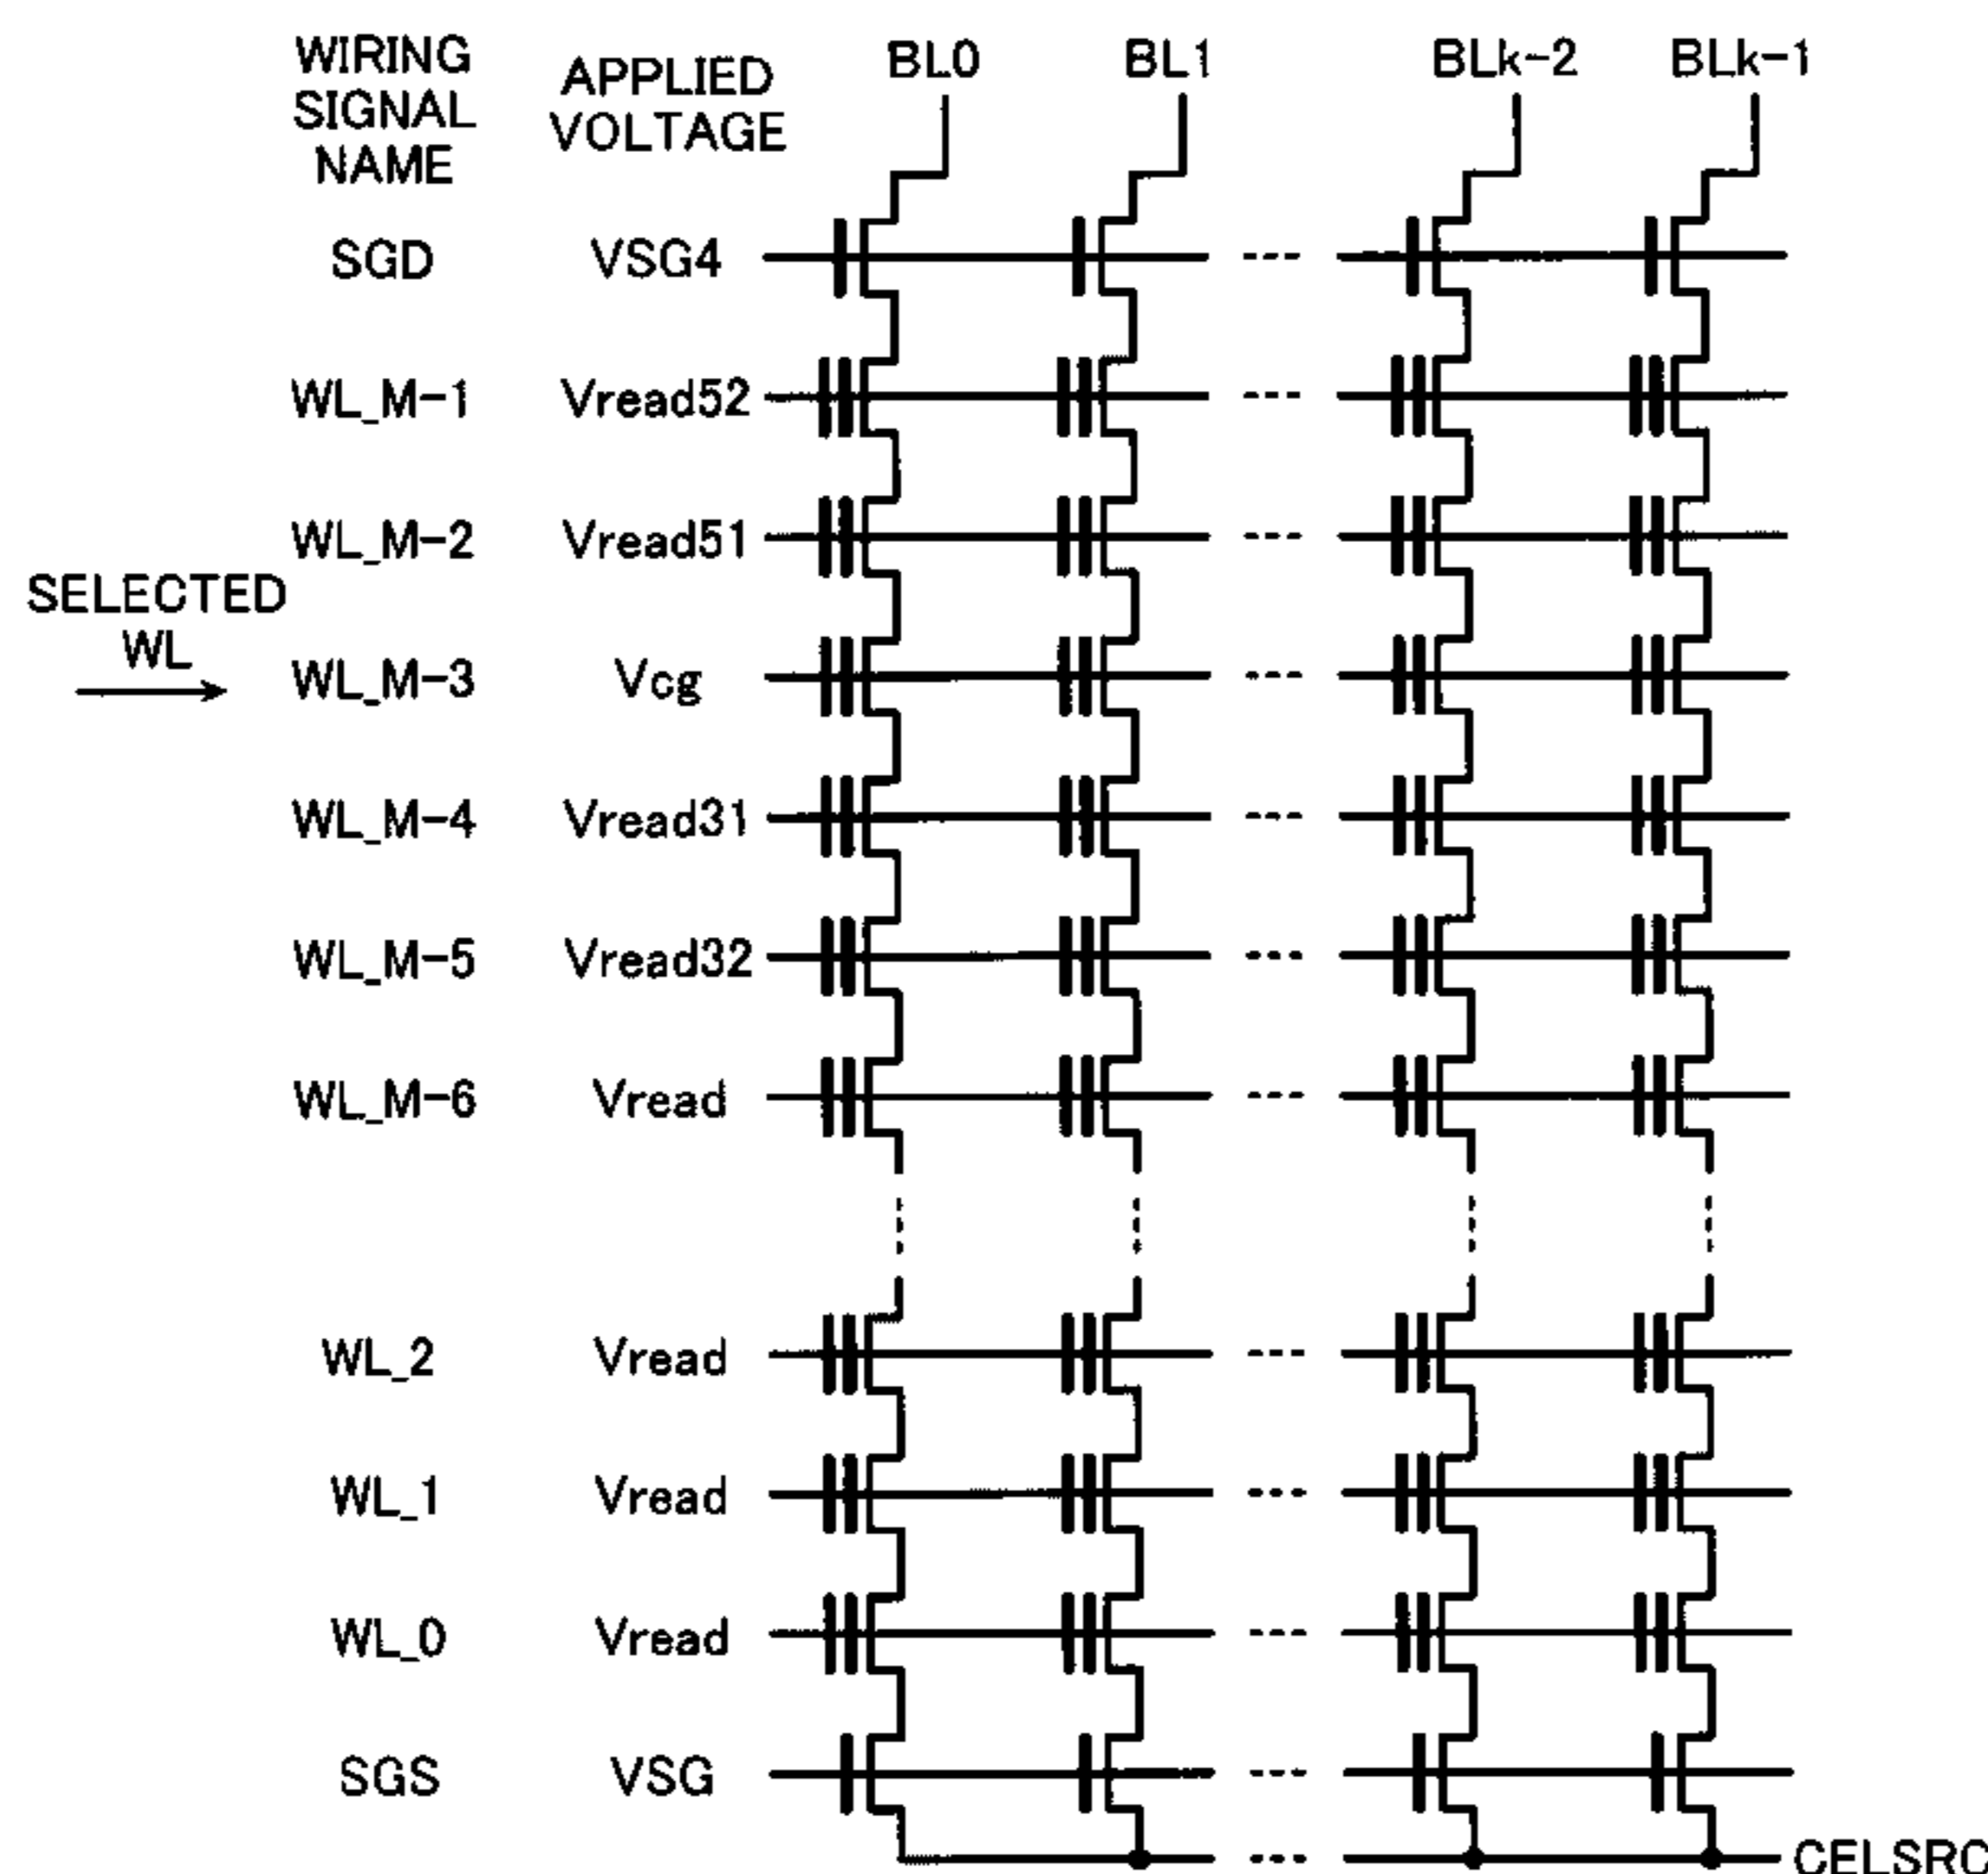 WIRING
SIGNAL
NAME
APPLIED
VOLTAGE
BL0
BL1
BLk-2
BLk-1
SGD VSG4
WL_M-1 Vread52
WL_M-2 Vread51
SELECTED
WL
WL_M-3 Vcg
WL_M-4 Vread31
WL_M-5 Vread32
WL_M-6 Vread
WL_2 Vread
WL_1 Vread
WL_0 Vread
SGS VSG
CELSRC